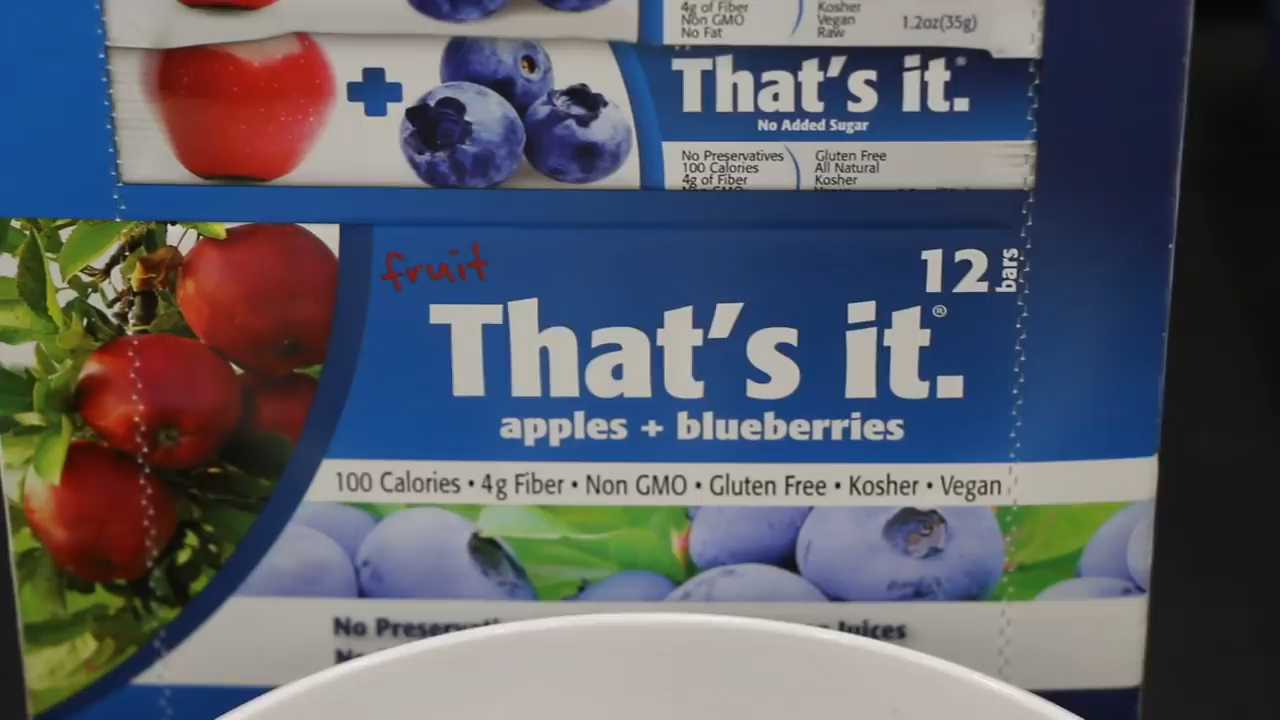 4g of Fiber
Non GMO
No Fat
Kosher
Vegan
Raw
1.2oz(35g)
That's it.®
No Added Sugar
No Preservatives
100 Calories
4g of Fiber
Gluten Free
All Natural
Kosher
fruit
12 bars
That's it.®
apples + blueberries
100 Calories • 4g Fiber • Non GMO • Gluten Free • Kosher • Vegan
No
Juices